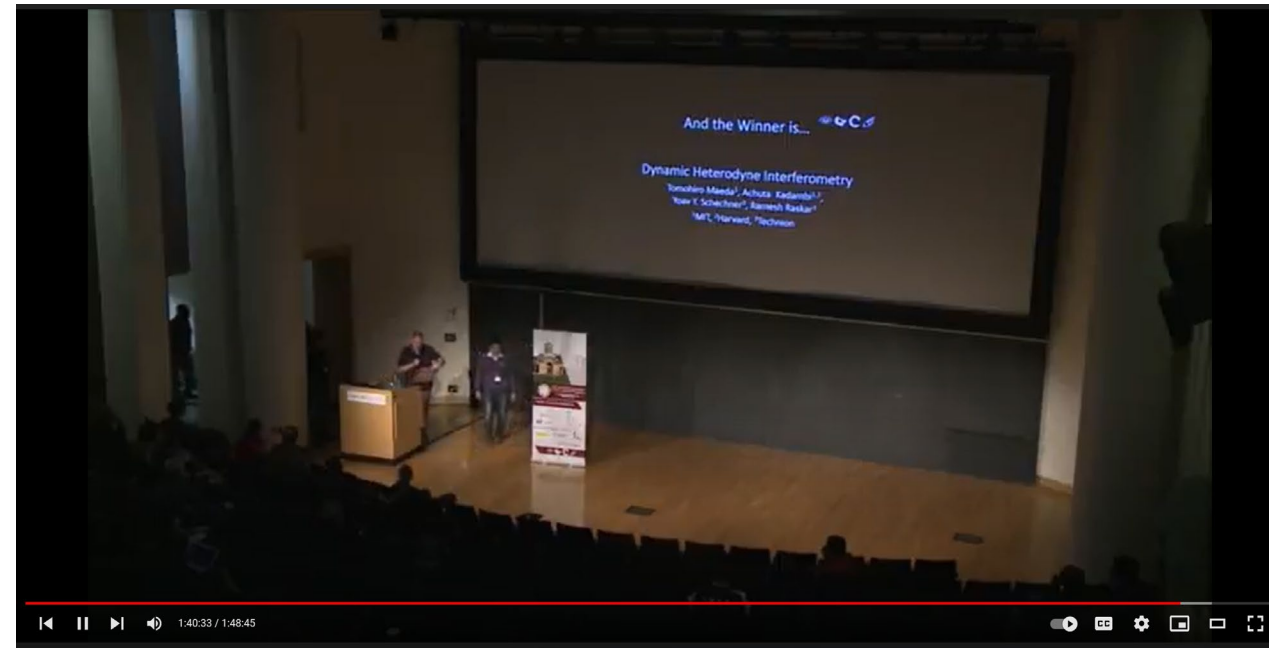 And the Winner is...
Dynamic Heterodyne Interferometry
Tomohiro Maeda¹, Achuta Kadambi¹,²,
Yoav Y. Schechner³, Ramesh Raskar¹
¹MIT, ²Harvard, ³Technion
1:40:33 / 1:48:45
CC